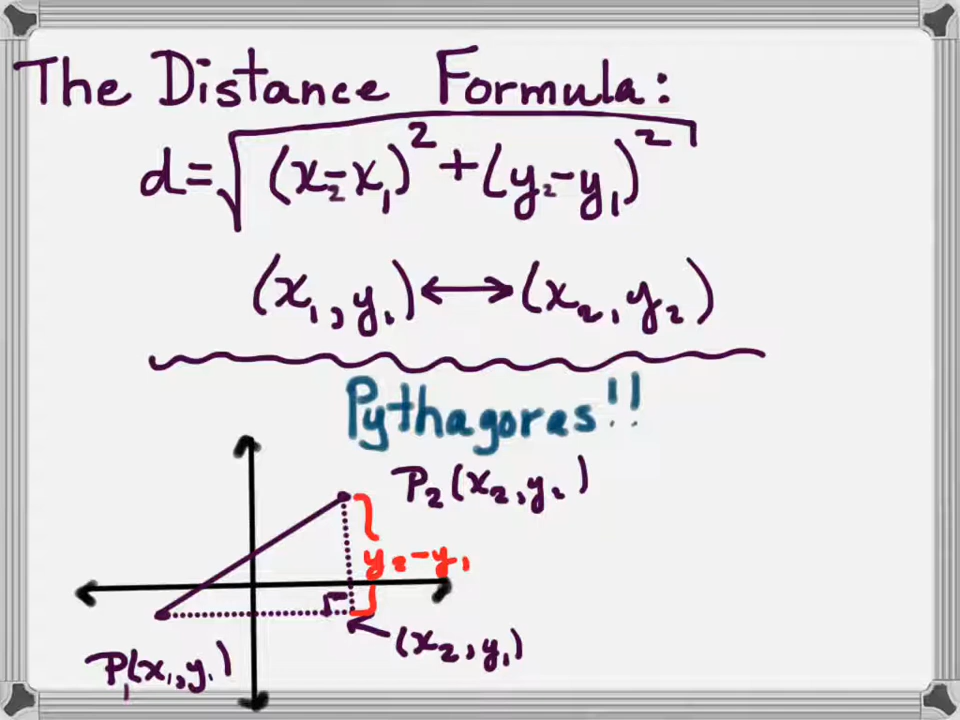 The Distance Formula:
d=√(x₂-x₁)²+(y₂-y₁)²
(x₁,y₁)↔(x₂,y₂)
Pythagores!!
P₂(x₂,y₂)
y₂-y₁
(x₂,y₁)
P₁(x₁,y₁)